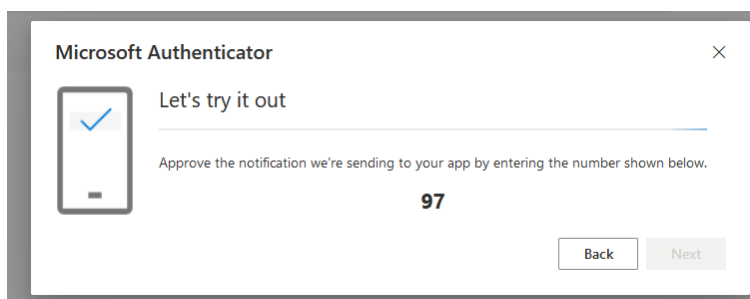 Microsoft Authenticator
Let's try it out
Approve the notification we're sending to your app by entering the number shown below.
97
Back
Next